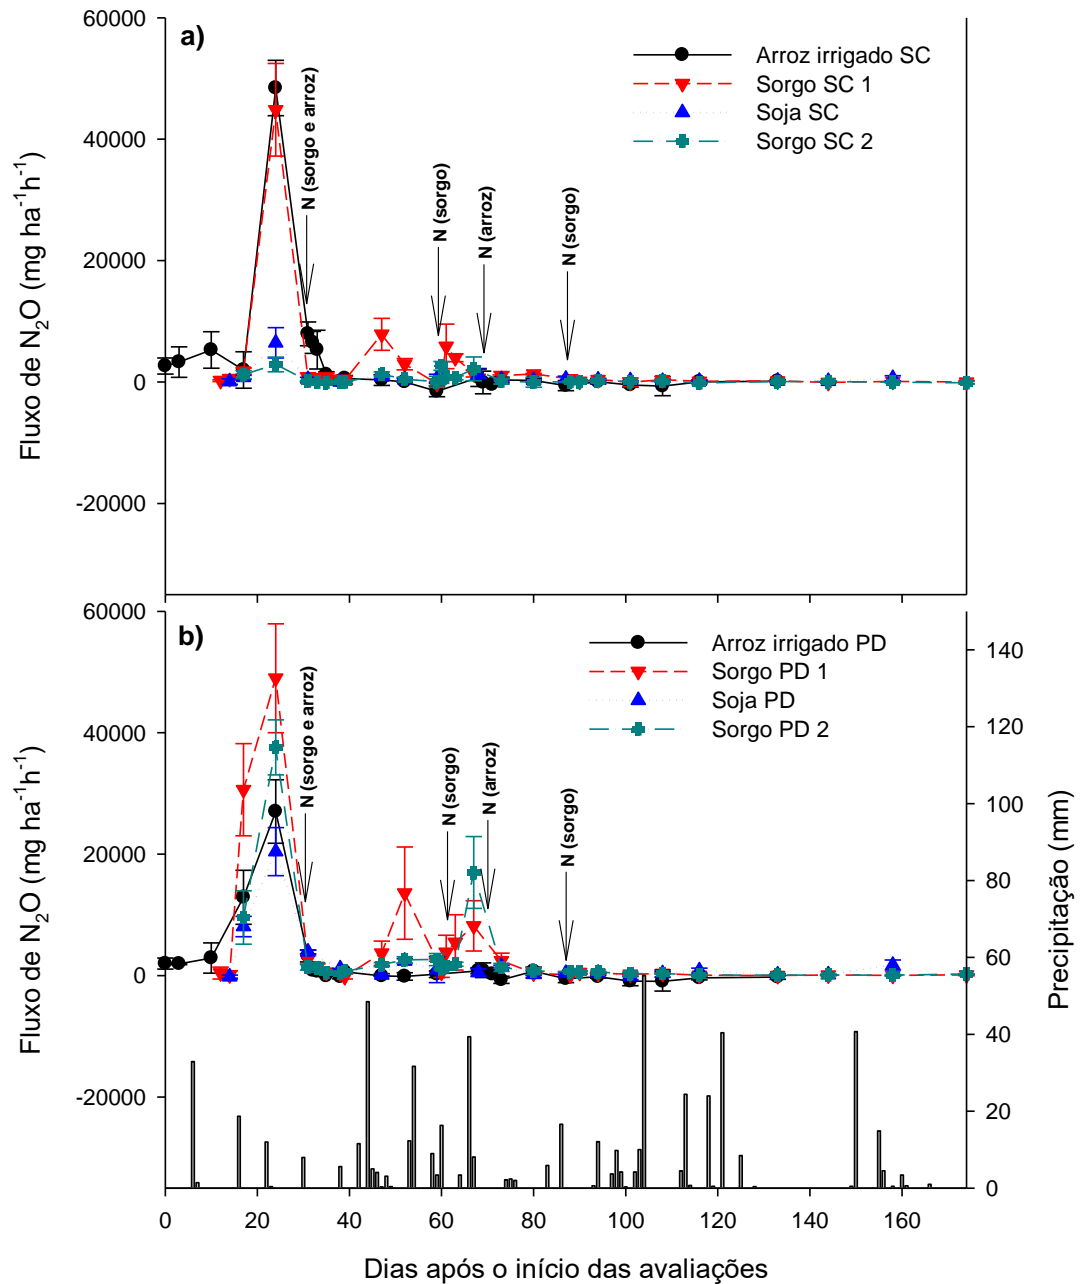 a)
Arroz irrigado SC
Sorgo SC 1
Soja SC
Sorgo SC 2
60000
40000
20000
0
-20000
Fluxo de N₂O (mg ha⁻¹h⁻¹)
N (sorgo e arroz)
N (sorgo)
N (arroz)
N (sorgo)
b)
Arroz irrigado PD
Sorgo PD 1
Soja PD
Sorgo PD 2
60000
40000
20000
0
-20000
Fluxo de N₂O (mg ha⁻¹h⁻¹)
N (sorgo e arroz)
N (sorgo)
N (arroz)
N (sorgo)
140
120
100
80
60
40
20
0
Precipitação (mm)
0 20 40 60 80 100 120 140 160
Dias após o início das avaliações